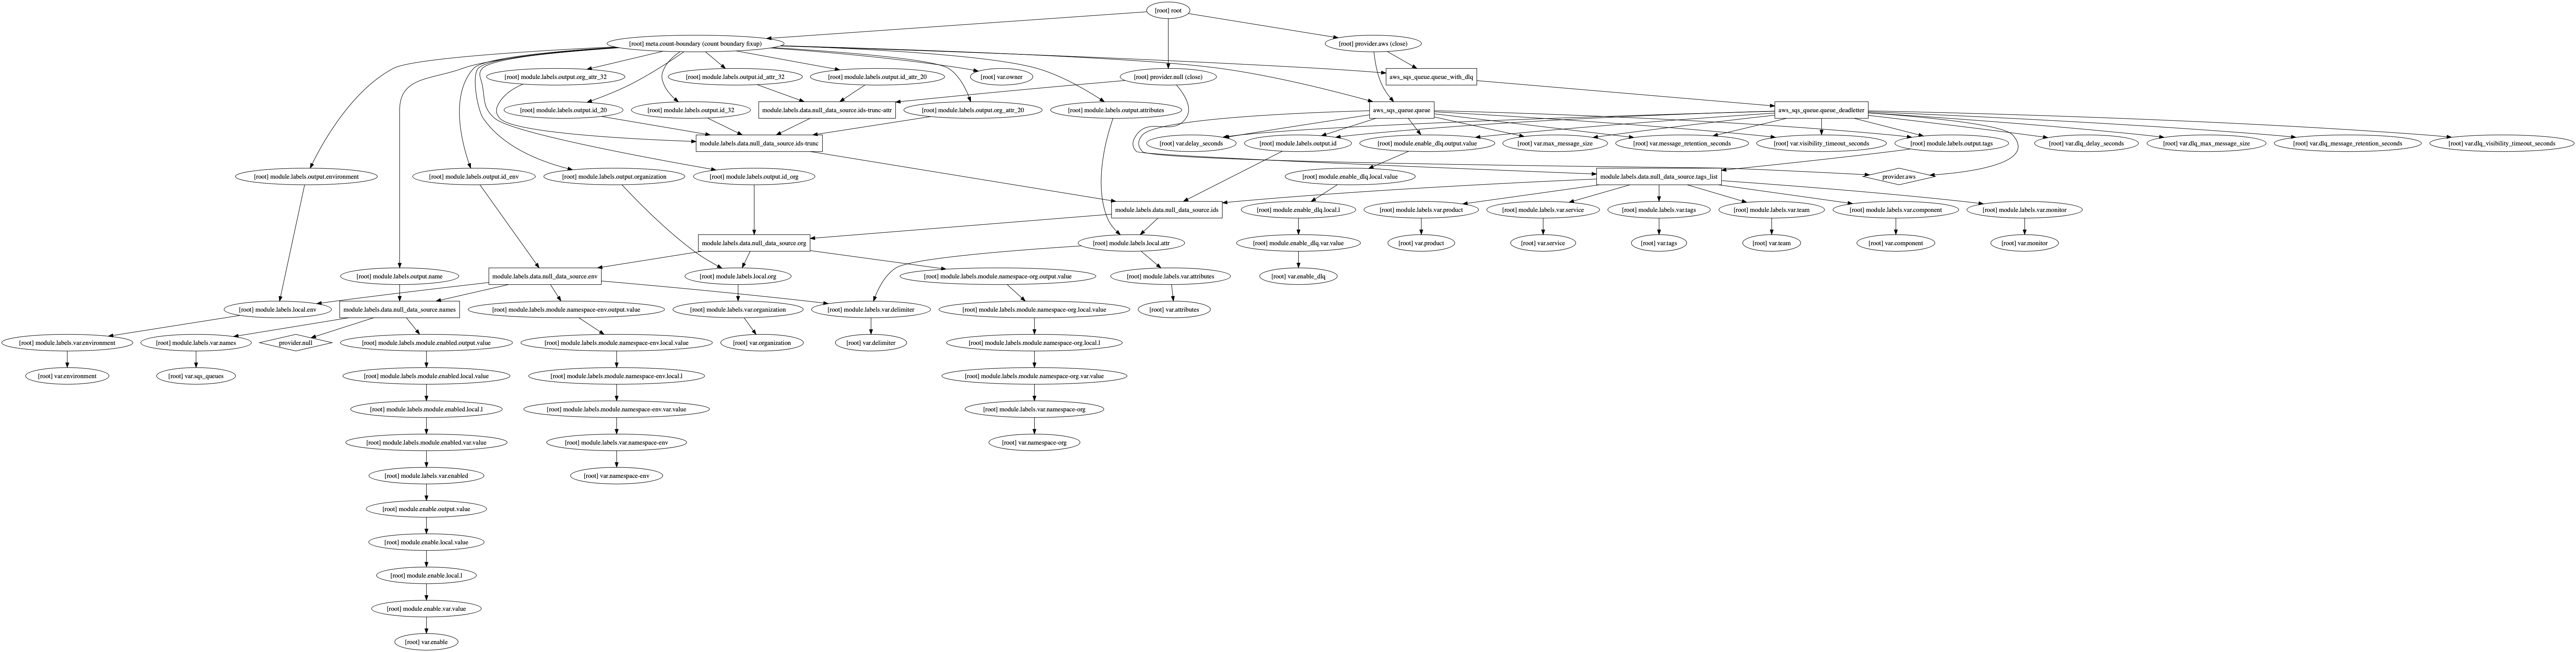 [root] root
[root] meta.count-boundary (count boundary fixup)
[root] provider.aws (close)
[root] module.labels.output.org_attr_32
[root] module.labels.output.id_attr_32
[root] module.labels.output.id_attr_20
[root] var.owner
[root] provider.null (close)
aws_sqs_queue.queue_with_dlq
[root] module.labels.output.id_20
[root] module.labels.output.id_32
module.labels.data.null_data_source.ids-trunc-attr
[root] module.labels.output.org_attr_20
[root] module.labels.output.attributes
aws_sqs_queue.queue
aws_sqs_queue.queue_deadletter
module.labels.data.null_data_source.ids-trunc
[root] var.delay_seconds
[root] module.labels.output.id
[root] module.enable_dlq.output.value
[root] var.max_message_size
[root] var.message_retention_seconds
[root] var.visibility_timeout_seconds
[root] module.labels.output.tags
[root] var.dlq_delay_seconds
[root] var.dlq_max_message_size
[root] var.dlq_message_retention_seconds
[root] var.dlq_visibility_timeout_seconds
[root] module.labels.output.environment
[root] module.labels.output.id_env
[root] module.labels.output.organization
[root] module.labels.output.id_org
[root] module.enable_dlq.local.value
module.labels.data.null_data_source.tags_list
provider.aws
module.labels.data.null_data_source.ids
[root] module.enable_dlq.local.l
[root] module.labels.var.product
[root] module.labels.var.service
[root] module.labels.var.tags
[root] module.labels.var.team
[root] module.labels.var.component
[root] module.labels.var.monitor
module.labels.data.null_data_source.org
[root] module.labels.local.attr
[root] module.enable_dlq.var.value
[root] var.product
[root] var.service
[root] var.tags
[root] var.team
[root] var.component
[root] var.monitor
[root] module.labels.output.name
module.labels.data.null_data_source.env
[root] module.labels.local.org
[root] module.labels.module.namespace-org.output.value
[root] module.labels.var.attributes
[root] var.enable_dlq
[root] module.labels.local.env
module.labels.data.null_data_source.names
[root] module.labels.module.namespace-env.output.value
[root] module.labels.var.organization
[root] module.labels.var.delimiter
[root] module.labels.module.namespace-org.local.value
[root] var.attributes
[root] module.labels.var.environment
[root] module.labels.var.names
provider.null
[root] module.labels.module.enabled.output.value
[root] module.labels.module.namespace-env.local.value
[root] var.organization
[root] var.delimiter
[root] module.labels.module.namespace-org.local.l
[root] var.environment
[root] var.sqs_queues
[root] module.labels.module.enabled.local.value
[root] module.labels.module.namespace-env.local.l
[root] module.labels.module.namespace-org.var.value
[root] module.labels.module.enabled.local.l
[root] module.labels.module.namespace-env.var.value
[root] module.labels.var.namespace-org
[root] module.labels.module.enabled.var.value
[root] module.labels.var.namespace-env
[root] var.namespace-org
[root] module.labels.var.enabled
[root] var.namespace-env
[root] module.enable.output.value
[root] module.enable.local.value
[root] module.enable.local.l
[root] module.enable.var.value
[root] var.enable